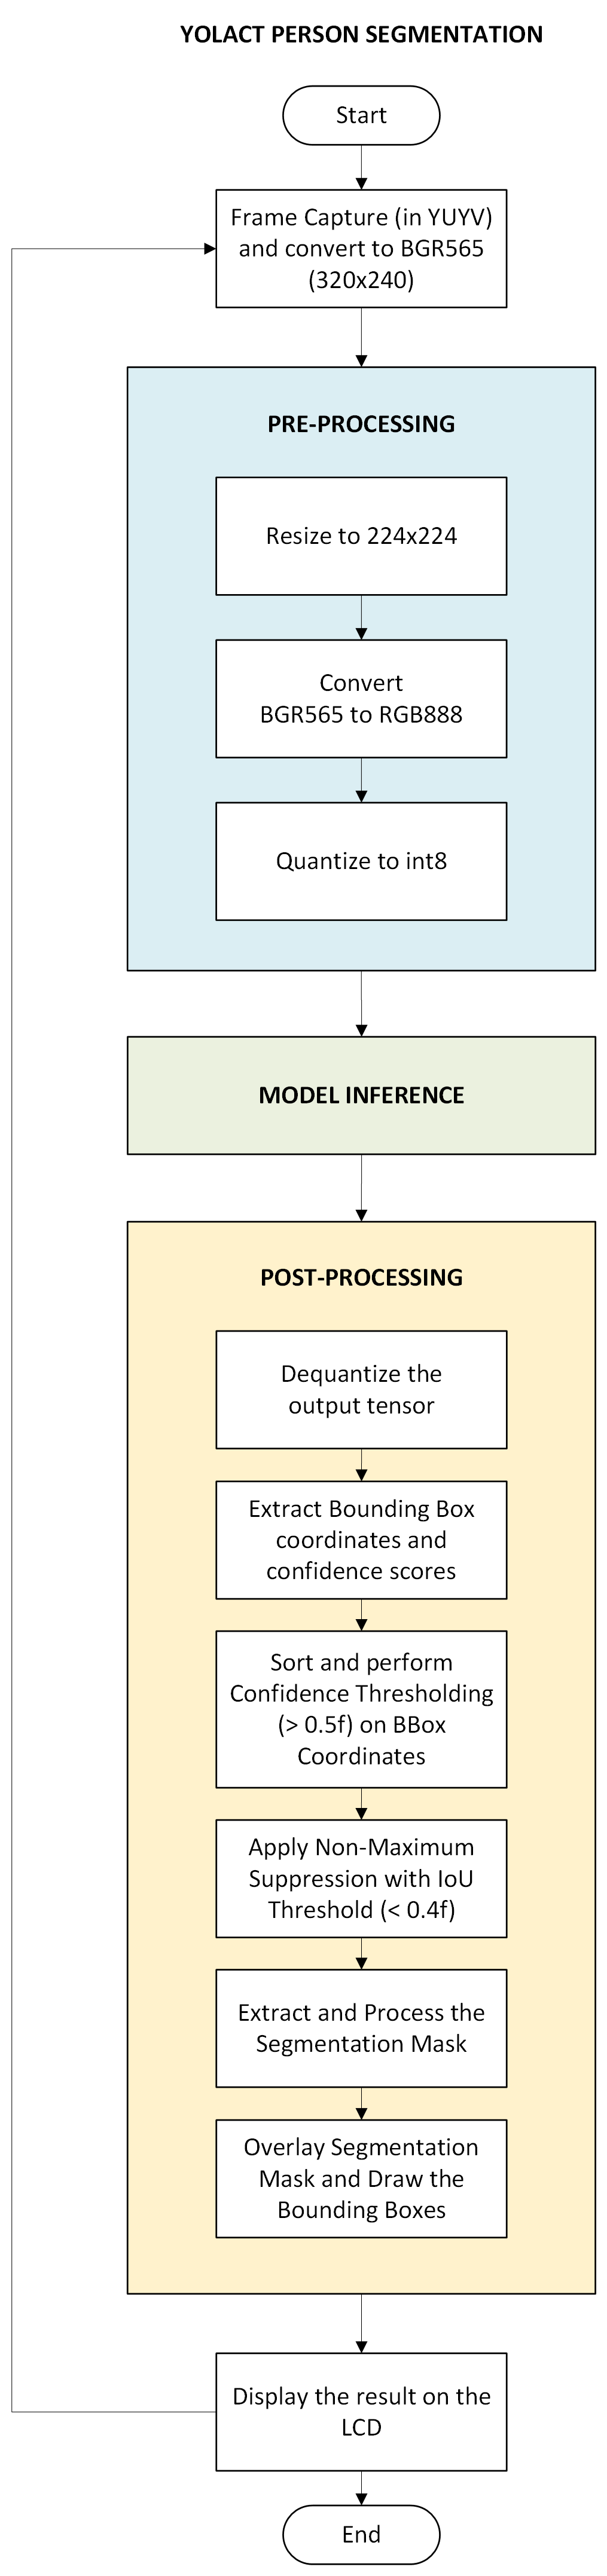 YOLACT PERSON SEGMENTATION
Start
Frame Capture (in YUYV)
and convert to BGR565
(320x240)
PRE-PROCESSING
Resize to 224x224
Convert
BGR565 to RGB888
Quantize to int8
MODEL INFERENCE
POST-PROCESSING
Dequantize the
output tensor
Extract Bounding Box
coordinates and
confidence scores
Sort and perform
Confidence Thresholding
(> 0.5f) on BBox
Coordinates
Apply Non-Maximum
Suppression with IoU
Threshold (< 0.4f)
Extract and Process the
Segmentation Mask
Overlay Segmentation
Mask and Draw the
Bounding Boxes
Display the result on the
LCD
End